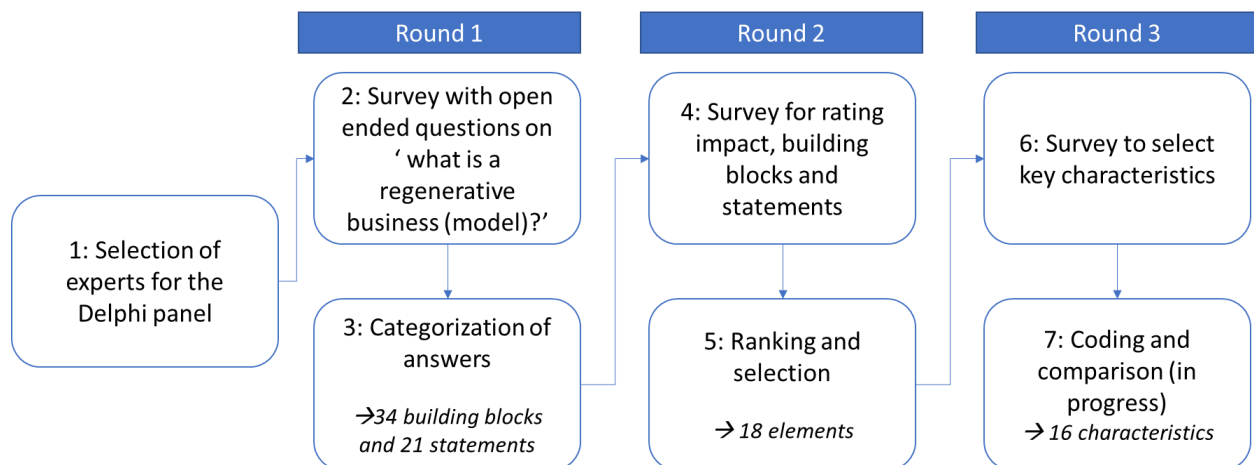 Round 1
Round 2
Round 3
1: Selection of
experts for the
Delphi panel
2: Survey with open
ended questions on
‘ what is a
regenerative
business (model)?’
3: Categorization of
answers
→34 building blocks
and 21 statements
4: Survey for rating
impact, building
blocks and
statements
5: Ranking and
selection
→ 18 elements
6: Survey to select
key characteristics
7: Coding and
comparison (in
progress)
→ 16 characteristics